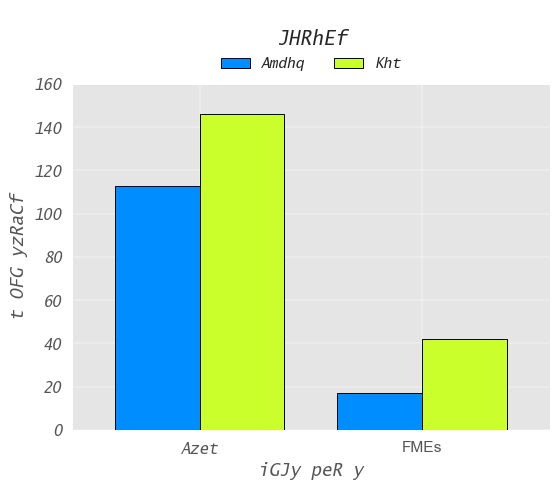 JHRhEf
Amdhq Kht
160
140
120
100
80
60
40
20
0
t OFG yzRaCf
Azet FMEs
iGJy peR y